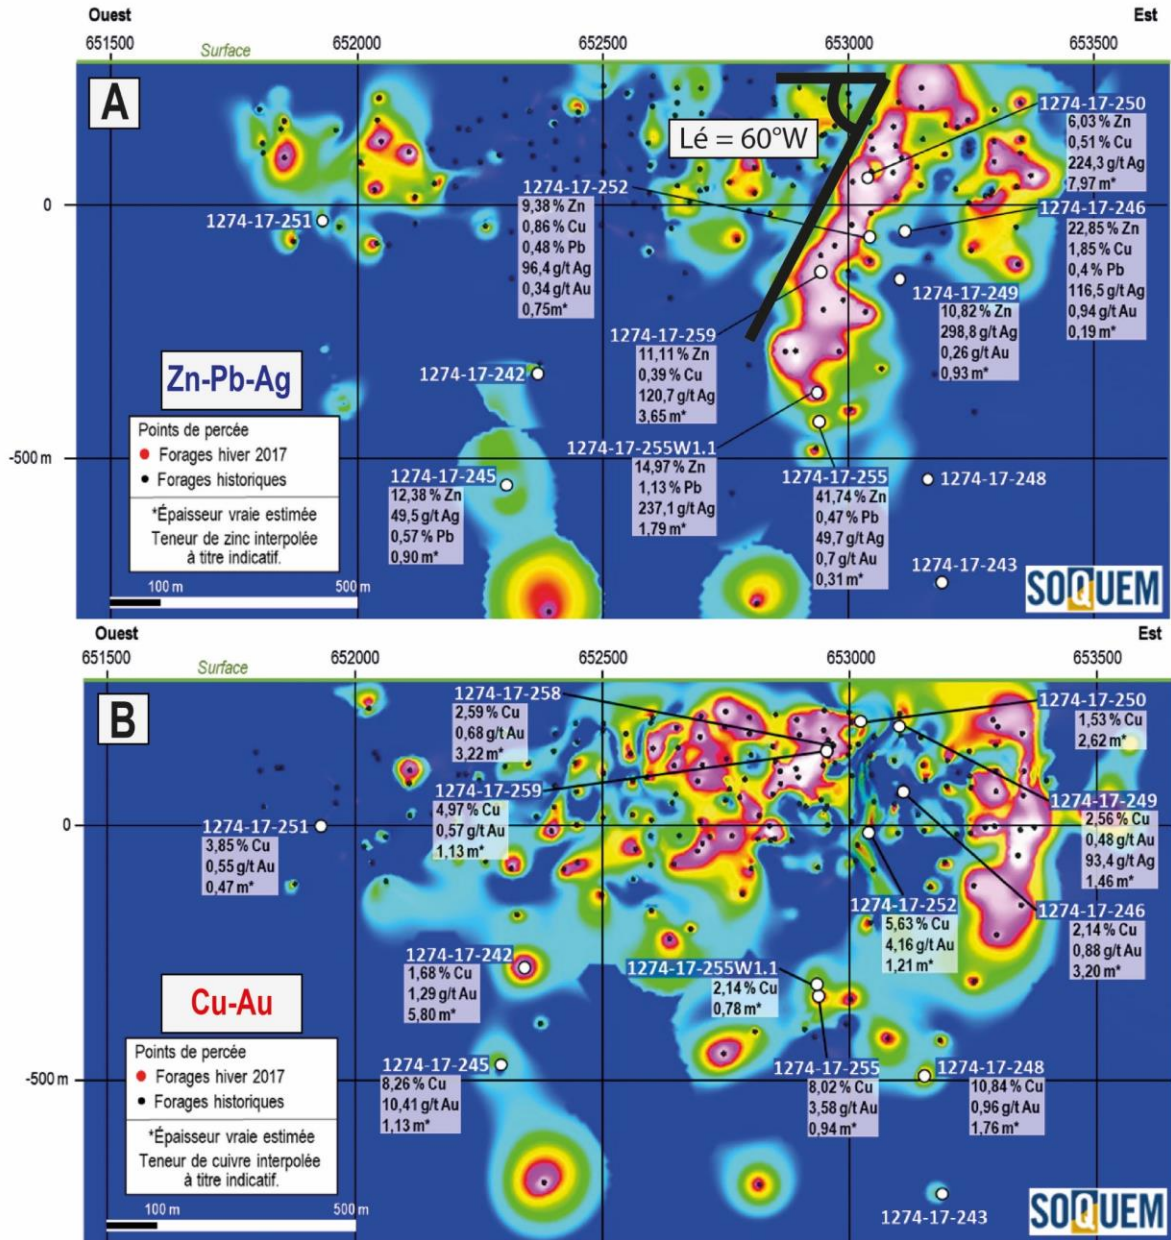 Ouest
Est
651500
652000
652500
653000
653500
Surface
A
Lé = 60°W
1274-17-250
6,03 % Zn
0,51 % Cu
224,3 g/t Ag
7,97 m*
1274-17-252
9,38 % Zn
0,86 % Cu
0,48 % Pb
96,4 g/t Ag
0,34 g/t Au
0,75m*
0
1274-17-251
1274-17-246
22,85 % Zn
1,85 % Cu
0,4 % Pb
116,5 g/t Ag
0,94 g/t Au
0,19 m*
1274-17-249
10,82 % Zn
298,8 g/t Ag
0,26 g/t Au
0,93 m*
1274-17-259
11,11 % Zn
0,39 % Cu
120,7 g/t Ag
3,65 m*
Zn-Pb-Ag
1274-17-242
Points de percée
Forages hiver 2017
Forages historiques
*Épaisseur vraie estimée
Teneur de zinc interpolée
à titre indicatif.
100 m
500 m
-500 m
1274-17-255W1.1
14,97 % Zn
1,13 % Pb
237,1 g/t Ag
1,79 m*
1274-17-255
41,74 % Zn
0,47 % Pb
49,7 g/t Ag
0,7 g/t Au
0,31 m*
1274-17-248
1274-17-245
12,38 % Zn
49,5 g/t Ag
0,57 % Pb
0,90 m*
1274-17-243
SOQUEM
Ouest
Est
651500
652000
652500
653000
653500
Surface
B
1274-17-258
2,59 % Cu
0,68 g/t Au
3,22 m*
1274-17-250
1,53 % Cu
2,62 m*
1274-17-259
4,97 % Cu
0,57 g/t Au
1,13 m*
1274-17-249
2,56 % Cu
0,48 g/t Au
93,4 g/t Ag
1,46 m*
0
1274-17-251
3,85 % Cu
0,55 g/t Au
0,47 m*
1274-17-252
5,63 % Cu
4,16 g/t Au
1,21 m*
1274-17-246
2,14 % Cu
0,88 g/t Au
3,20 m*
1274-17-242
1,68 % Cu
1,29 g/t Au
5,80 m*
1274-17-255W1.1
2,14 % Cu
0,78 m*
Cu-Au
Points de percée
Forages hiver 2017
Forages historiques
*Épaisseur vraie estimée
Teneur de cuivre interpolée
à titre indicatif.
100 m
500 m
-500 m
1274-17-245
8,26 % Cu
10,41 g/t Au
1,13 m*
1274-17-255
8,02 % Cu
3,58 g/t Au
0,94 m*
1274-17-248
10,84 % Cu
0,96 g/t Au
1,76 m*
1274-17-243
SOQUEM